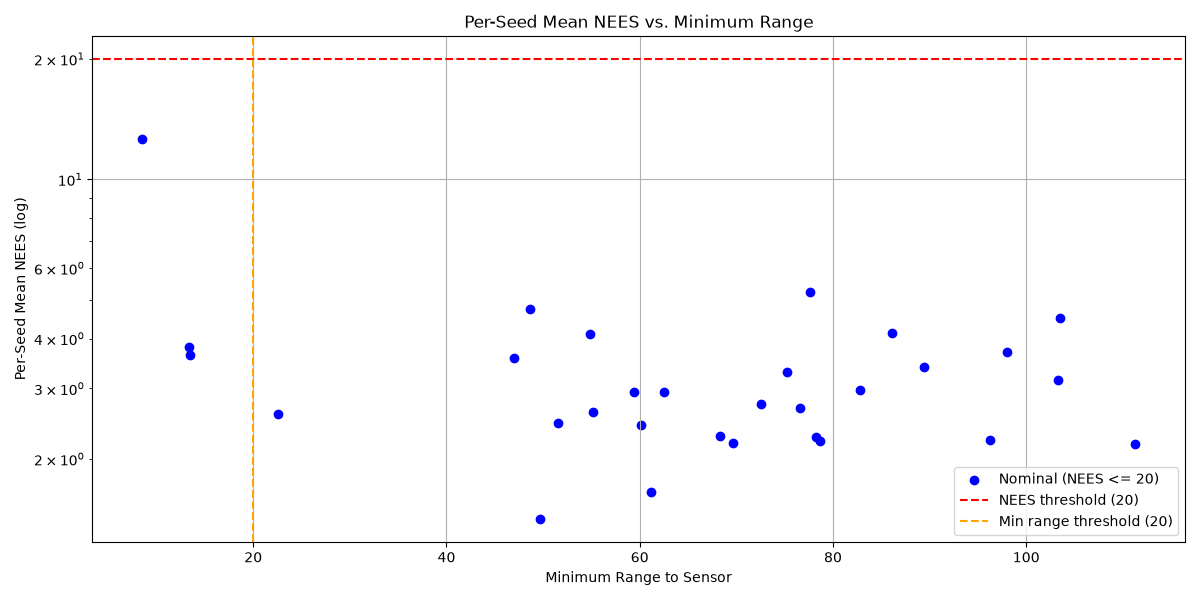 Per-Seed Mean NEES vs. Minimum Range
Per-Seed Mean NEES (log)
2 × 10¹
10¹
6 × 10⁰
4 × 10⁰
3 × 10⁰
2 × 10⁰
20 40 60 80 100
Minimum Range to Sensor
Nominal (NEES <= 20)
NEES threshold (20)
Min range threshold (20)